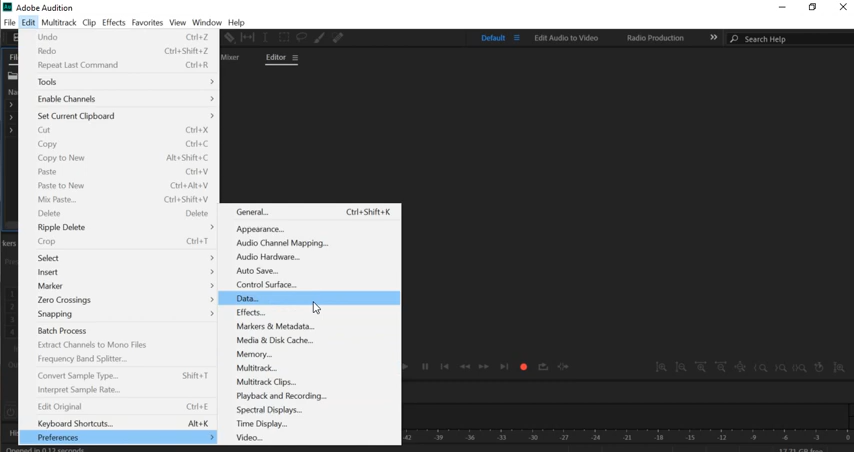 Au Adobe Audition
File Edit Multitrack Clip Effects Favorites View Window Help
Undo Ctrl+Z
Redo Ctrl+Shift+Z
Repeat Last Command Ctrl+R
Tools
Enable Channels
Set Current Clipboard
Cut Ctrl+X
Copy Ctrl+C
Copy to New Alt+Shift+C
Paste Ctrl+V
Paste to New Ctrl+Alt+V
Mix Paste... Ctrl+Shift+V
Delete Delete
Ripple Delete
Crop Ctrl+T
Select
Insert
Marker
Zero Crossings
Snapping
Batch Process
Extract Channels to Mono Files
Frequency Band Splitter...
Convert Sample Type... Shift+T
Interpret Sample Rate...
Edit Original Ctrl+E
Keyboard Shortcuts... Alt+K
Preferences
General... Ctrl+Shift+K
Appearance...
Audio Channel Mapping...
Audio Hardware...
Auto Save...
Control Surface...
Data...
Effects...
Markers & Metadata...
Media & Disk Cache...
Memory...
Multitrack...
Multitrack Clips...
Playback and Recording...
Spectral Displays...
Time Display...
Video...
Default Edit Audio to Video Radio Production Search Help
Mixer Editor
-42 -39 -36 -33 -30 -27 -24 -21 -18 -15 -12 -9 -6 -3 0